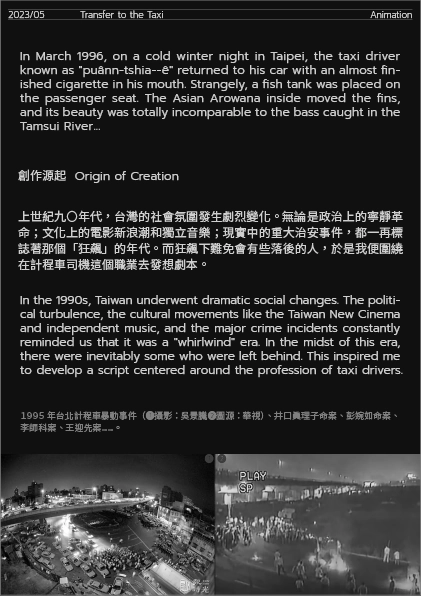 2023/05 Transfer to the Taxi Animation
In March 1996, on a cold winter night in Taipei, the taxi driver
known as "puânn-tshia--ê" returned to his car with an almost fin-
ished cigarette in his mouth. Strangely, a fish tank was placed on
the passenger seat. The Asian Arowana inside moved the fins,
and its beauty was totally incomparable to the bass caught in the
Tamsui River...
創作源起 Origin of Creation
上世紀九〇年代，台灣的社會氛圍發生劇烈變化。無論是政治上的寧靜革
命；文化上的電影新浪潮和獨立音樂；現實中的重大治安事件，都一再標
誌著那個「狂飆」的年代。而狂飆下難免會有些落後的人，於是我便圍繞
在計程車司機這個職業去發想劇本。
In the 1990s, Taiwan underwent dramatic social changes. The politi-
cal turbulence, the cultural movements like the Taiwan New Cinema
and independent music, and the major crime incidents constantly
reminded us that it was a "whirlwind" era. In the midst of this era,
there were inevitably some who were left behind. This inspired me
to develop a script centered around the profession of taxi drivers.
1995 年台北計程車暴動事件（❶攝影：吳景騰❷圖源：華視）、井口真理子命案、彭婉如命案、
李師科案、王迎先案……。
PLAY
SP